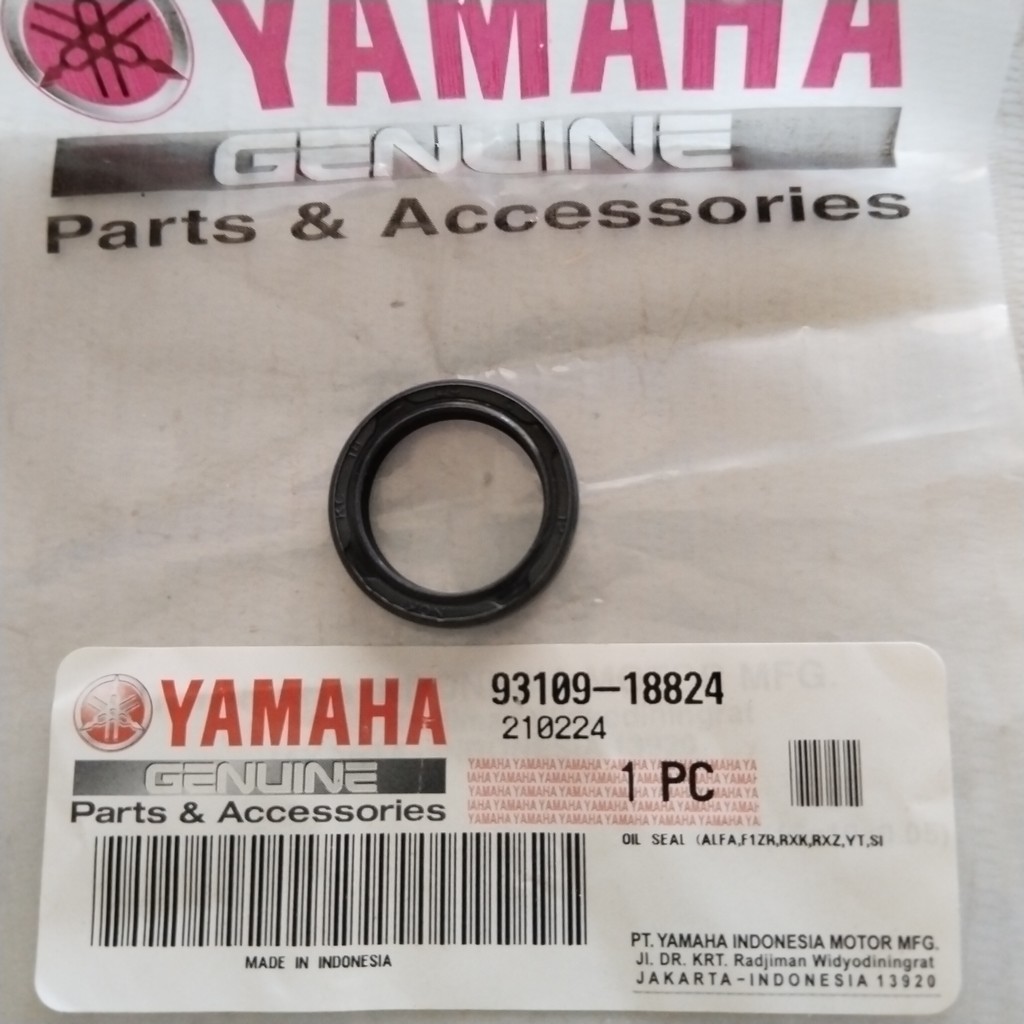 YAMAHA
GENUINE
Parts & Accessories
YAMAHA
93109-18824
210224
GENUINE
Parts & Accessories
1 PC
OIL SEAL (ALFA,F1ZR,RXK,RXZ,YT,SI
MADE IN INDONESIA
PT. YAMAHA INDONESIA MOTOR MFG.
Jl. DR. KRT. Radjiman Widyodiningrat
JAKARTA-INDONESIA 13920